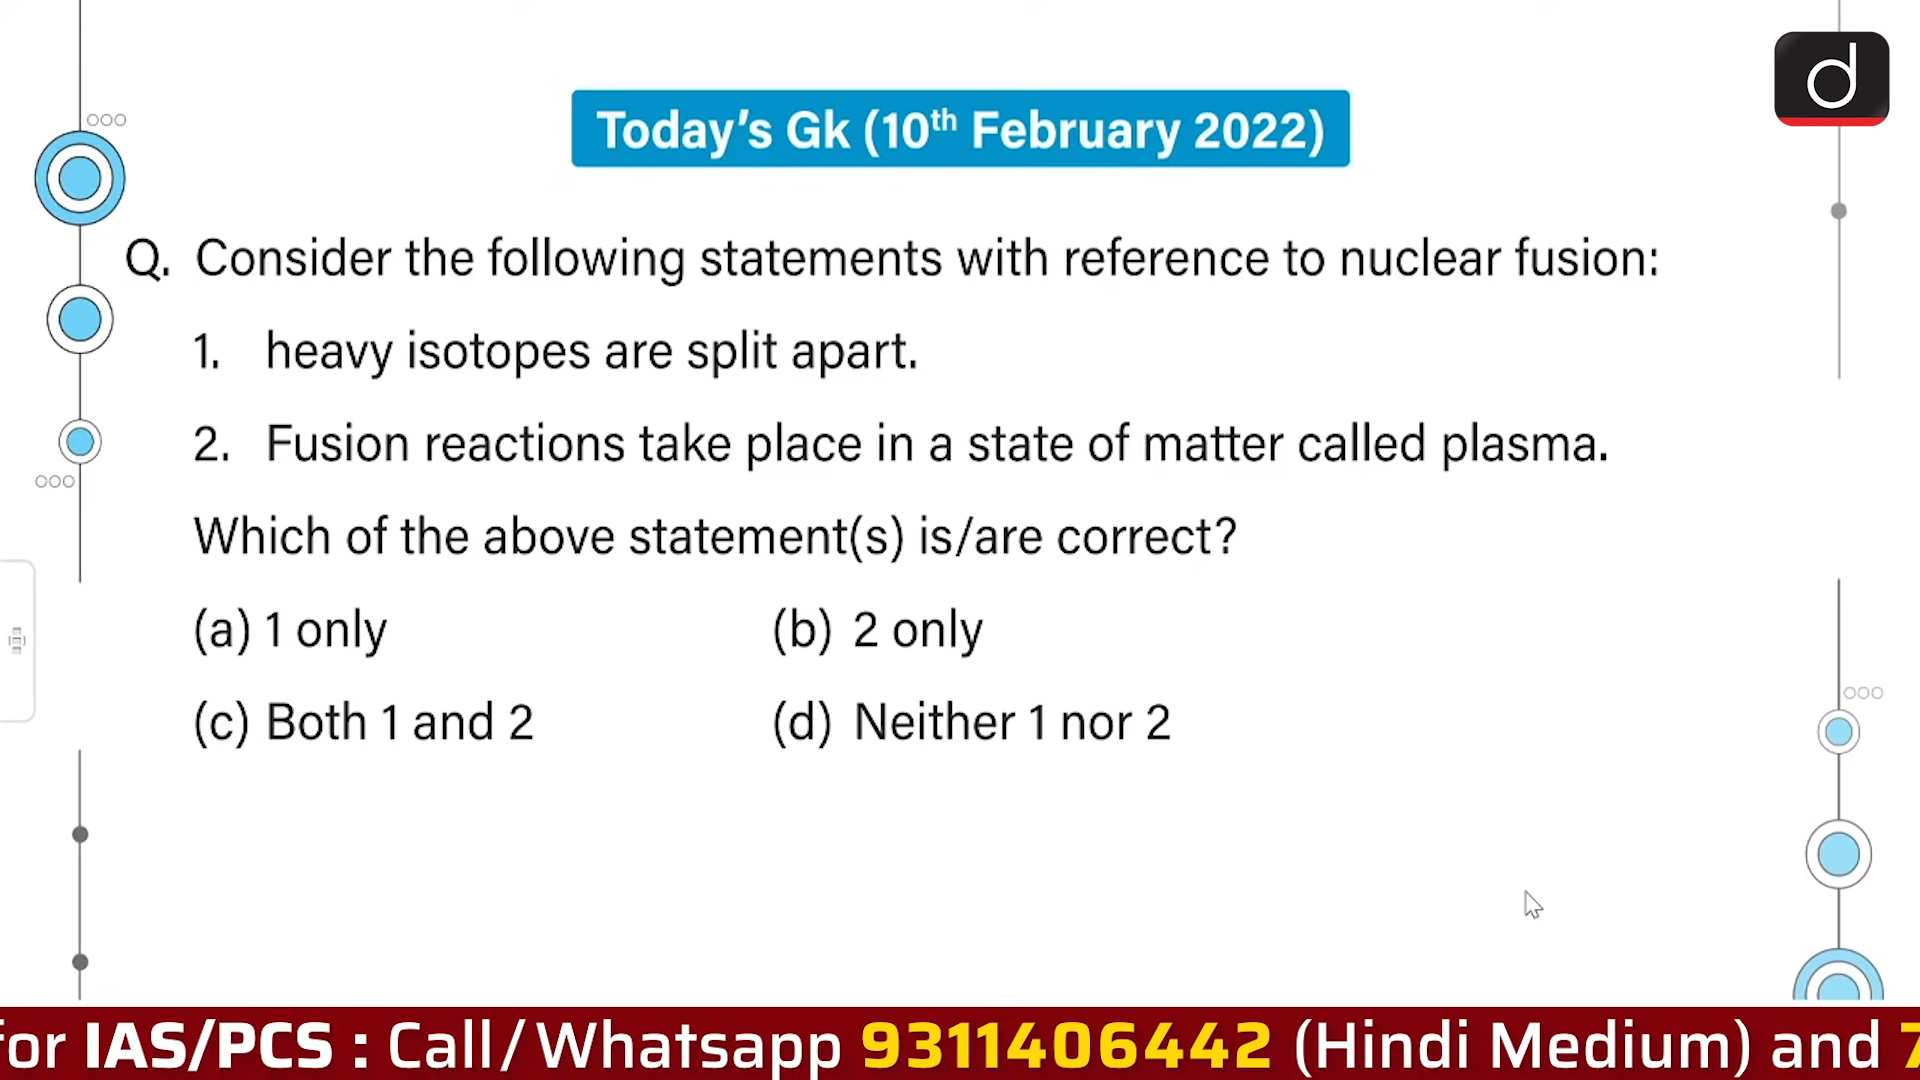 d
Today's Gk (10th February 2022)
Q. Consider the following statements with reference to nuclear fusion:
1. heavy isotopes are split apart.
2. Fusion reactions take place in a state of matter called plasma.
Which of the above statement(s) is/are correct?
(a) 1 only (b) 2 only
(c) Both 1 and 2 (d) Neither 1 nor 2
for IAS/PCS : Call/Whatsapp 9311406442 (Hindi Medium) and 7